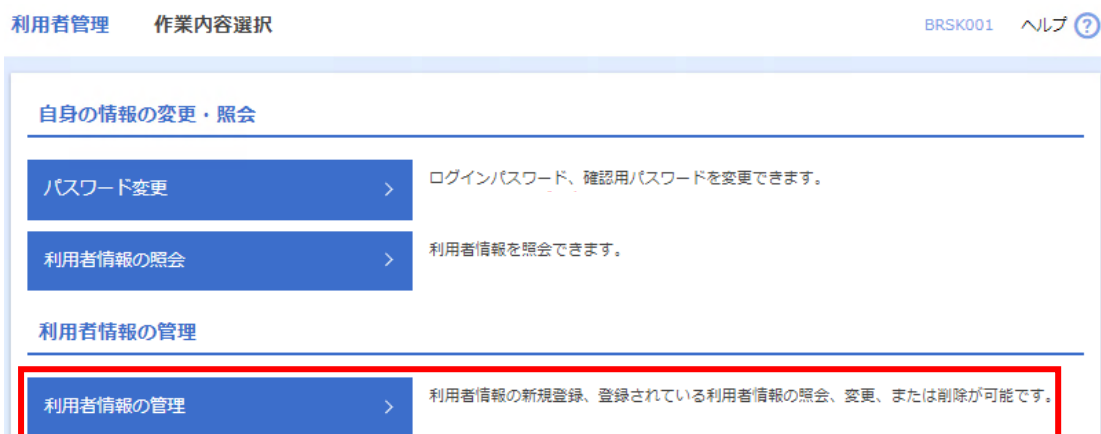 利用者管理 作業内容選択 BRSK001 ヘルプ ?
自身の情報の変更・照会
パスワード変更 ログインパスワード、確認用パスワードを変更できます。
利用者情報の照会 利用者情報を照会できます。
利用者情報の管理
利用者情報の管理 利用者情報の新規登録、登録されている利用者情報の照会、変更、または削除が可能です。